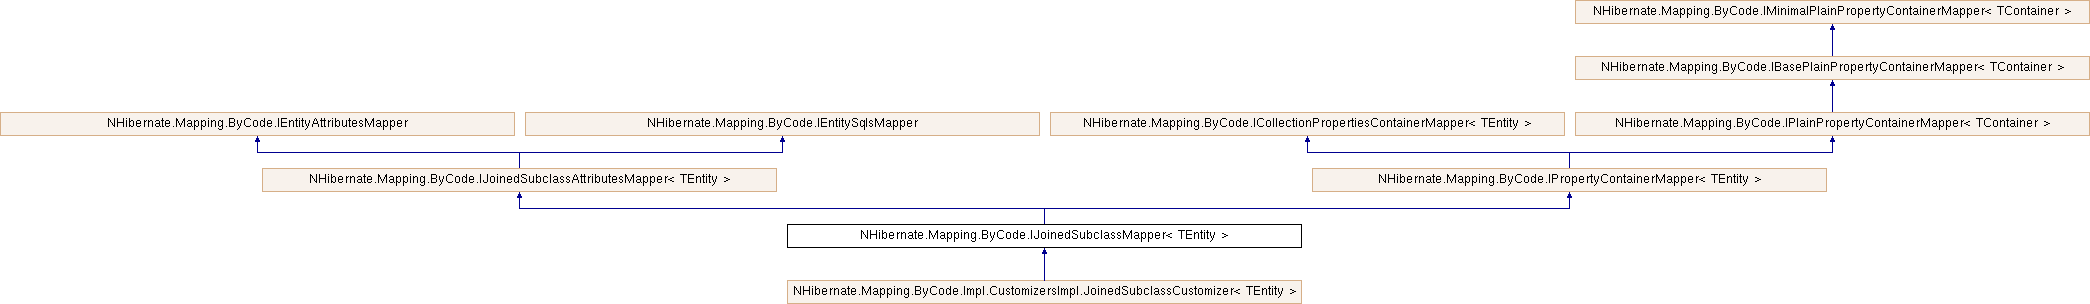 NHibernate.Mapping.ByCode.IMinimalPlainPropertyContainerMapper< TContainer >
NHibernate.Mapping.ByCode.IBasePlainPropertyContainerMapper< TContainer >
NHibernate.Mapping.ByCode.IEntityAttributesMapper
NHibernate.Mapping.ByCode.IEntitySqlsMapper
NHibernate.Mapping.ByCode.ICollectionPropertiesContainerMapper< TEntity >
NHibernate.Mapping.ByCode.IPlainPropertyContainerMapper< TContainer >
NHibernate.Mapping.ByCode.IJoinedSubclassAttributesMapper< TEntity >
NHibernate.Mapping.ByCode.IPropertyContainerMapper< TEntity >
NHibernate.Mapping.ByCode.IJoinedSubclassMapper< TEntity >
NHibernate.Mapping.ByCode.Impl.CustomizersImpl.JoinedSubclassCustomizer< TEntity >